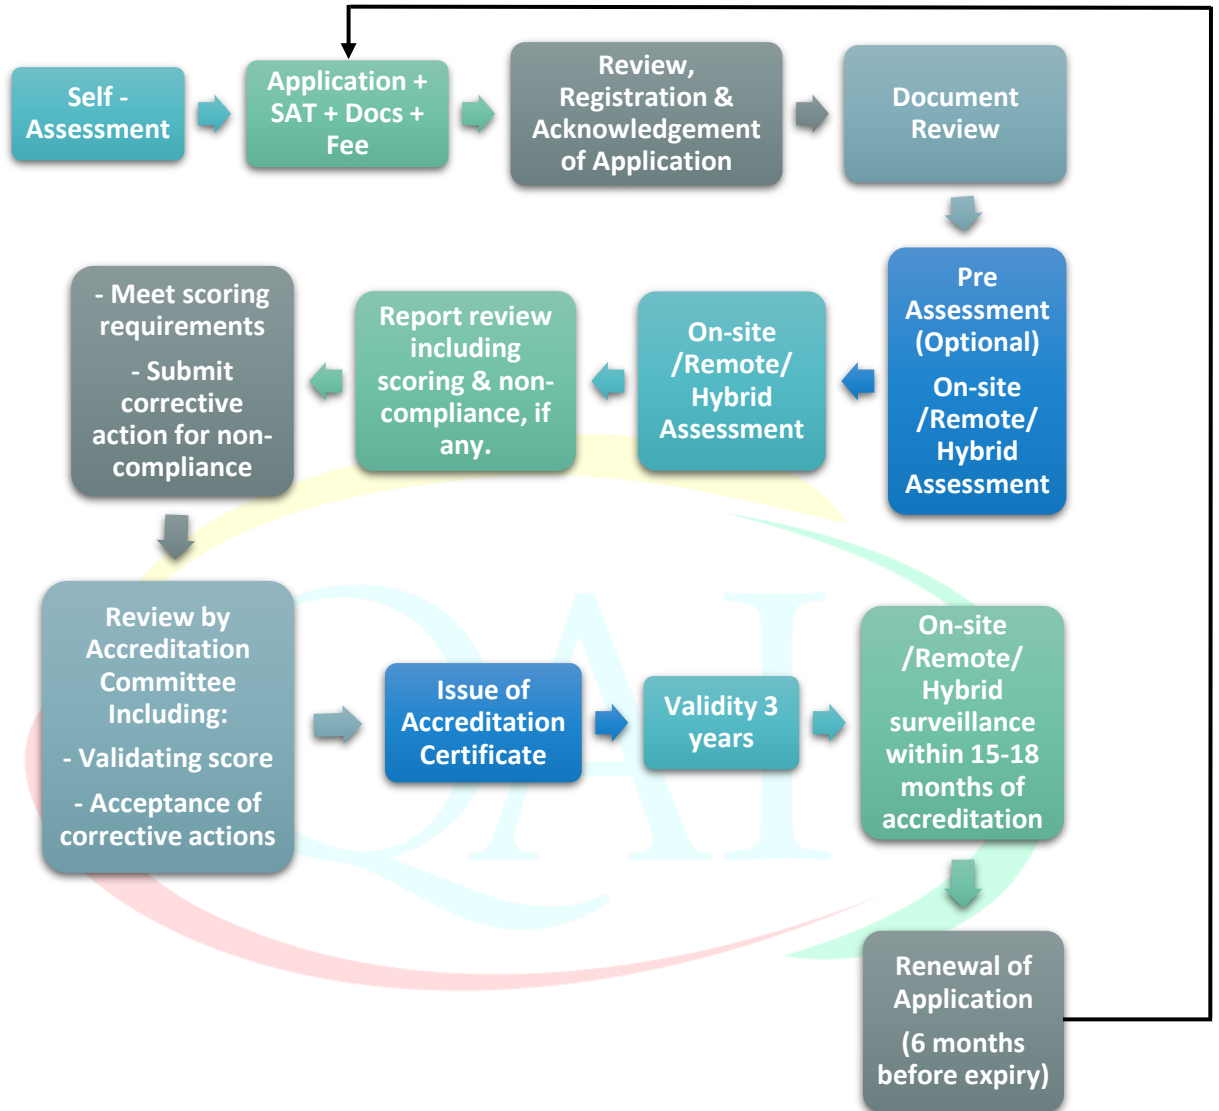 Self -
Assessment
Application +
SAT + Docs +
Fee
Review,
Registration &
Acknowledgement
of Application
Document
Review
Pre
Assessment
(Optional)
On-site
/Remote/
Hybrid
Assessment
On-site
/Remote/
Hybrid
Assessment
Report review
including
scoring & non-
compliance, if
any.
- Meet scoring
requirements
- Submit
corrective
action for non-
compliance
Review by
Accreditation
Committee
Including:
- Validating score
- Acceptance of
corrective actions
Issue of
Accreditation
Certificate
Validity 3
years
On-site
/Remote/
Hybrid
surveillance
within 15-18
months of
accreditation
Renewal of
Application
(6 months
before expiry)
QAI